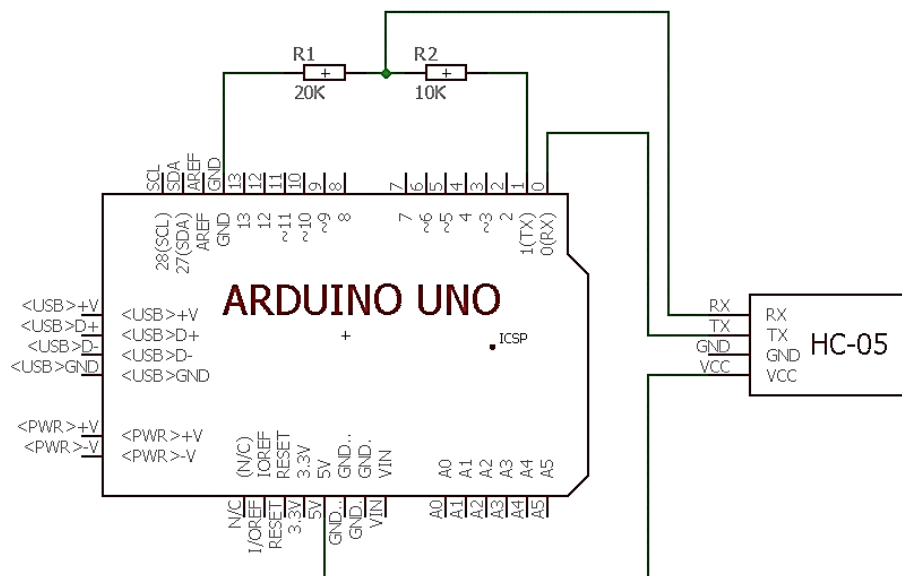 R1
R2
20K
10K
SCL
SDA
AREF
GND
13
12
11
10
9
8
7
6
5
4
3
2
1
0
28(SCL)
27(SDA)
AREF
GND
13
12
~11
~10
~9
8
7
~6
~5
4
~3
2
1(TX)
0(RX)
ARDUINO UNO
ICSP
<USB>+V
<USB>D+
<USB>D-
<USB>GND
<USB>+V
<USB>D+
<USB>D-
<USB>GND
<PWR>+V
<PWR>-V
<PWR>+V
<PWR>-V
RX
TX
GND
VCC
RX
TX
GND
VCC
HC-05
(N/C)
IOREF
RESET
3.3V
5V
GND..
GND.
VIN
A0
A1
A2
A3
A4
A5
N/C
I/OREF
RESET
3.3V
5V
GND..
GND.
VIN
A0
A1
A2
A3
A4
A5